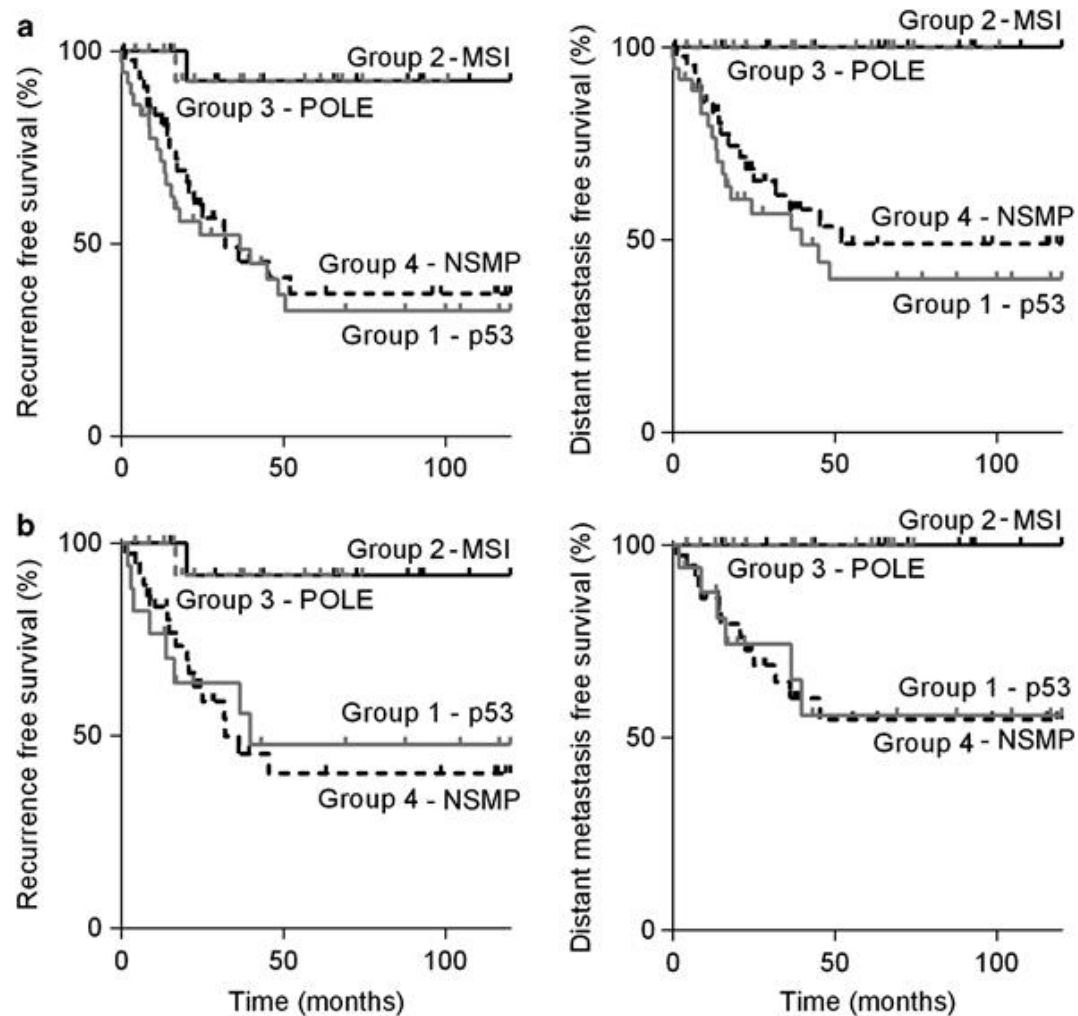 a
Recurrence free survival (%)
100
50
0
0
50
100
Group 2 - MSI
Group 3 - POLE
Group 4 - NSMP
Group 1 - p53
Distant metastasis free survival (%)
100
50
0
0
50
100
Group 2 - MSI
Group 3 - POLE
Group 4 - NSMP
Group 1 - p53
b
Recurrence free survival (%)
100
50
0
0
50
100
Time (months)
Group 2 - MSI
Group 3 - POLE
Group 1 - p53
Group 4 - NSMP
Distant metastasis free survival (%)
100
50
0
0
50
100
Time (months)
Group 2 - MSI
Group 3 - POLE
Group 1 - p53
Group 4 - NSMP